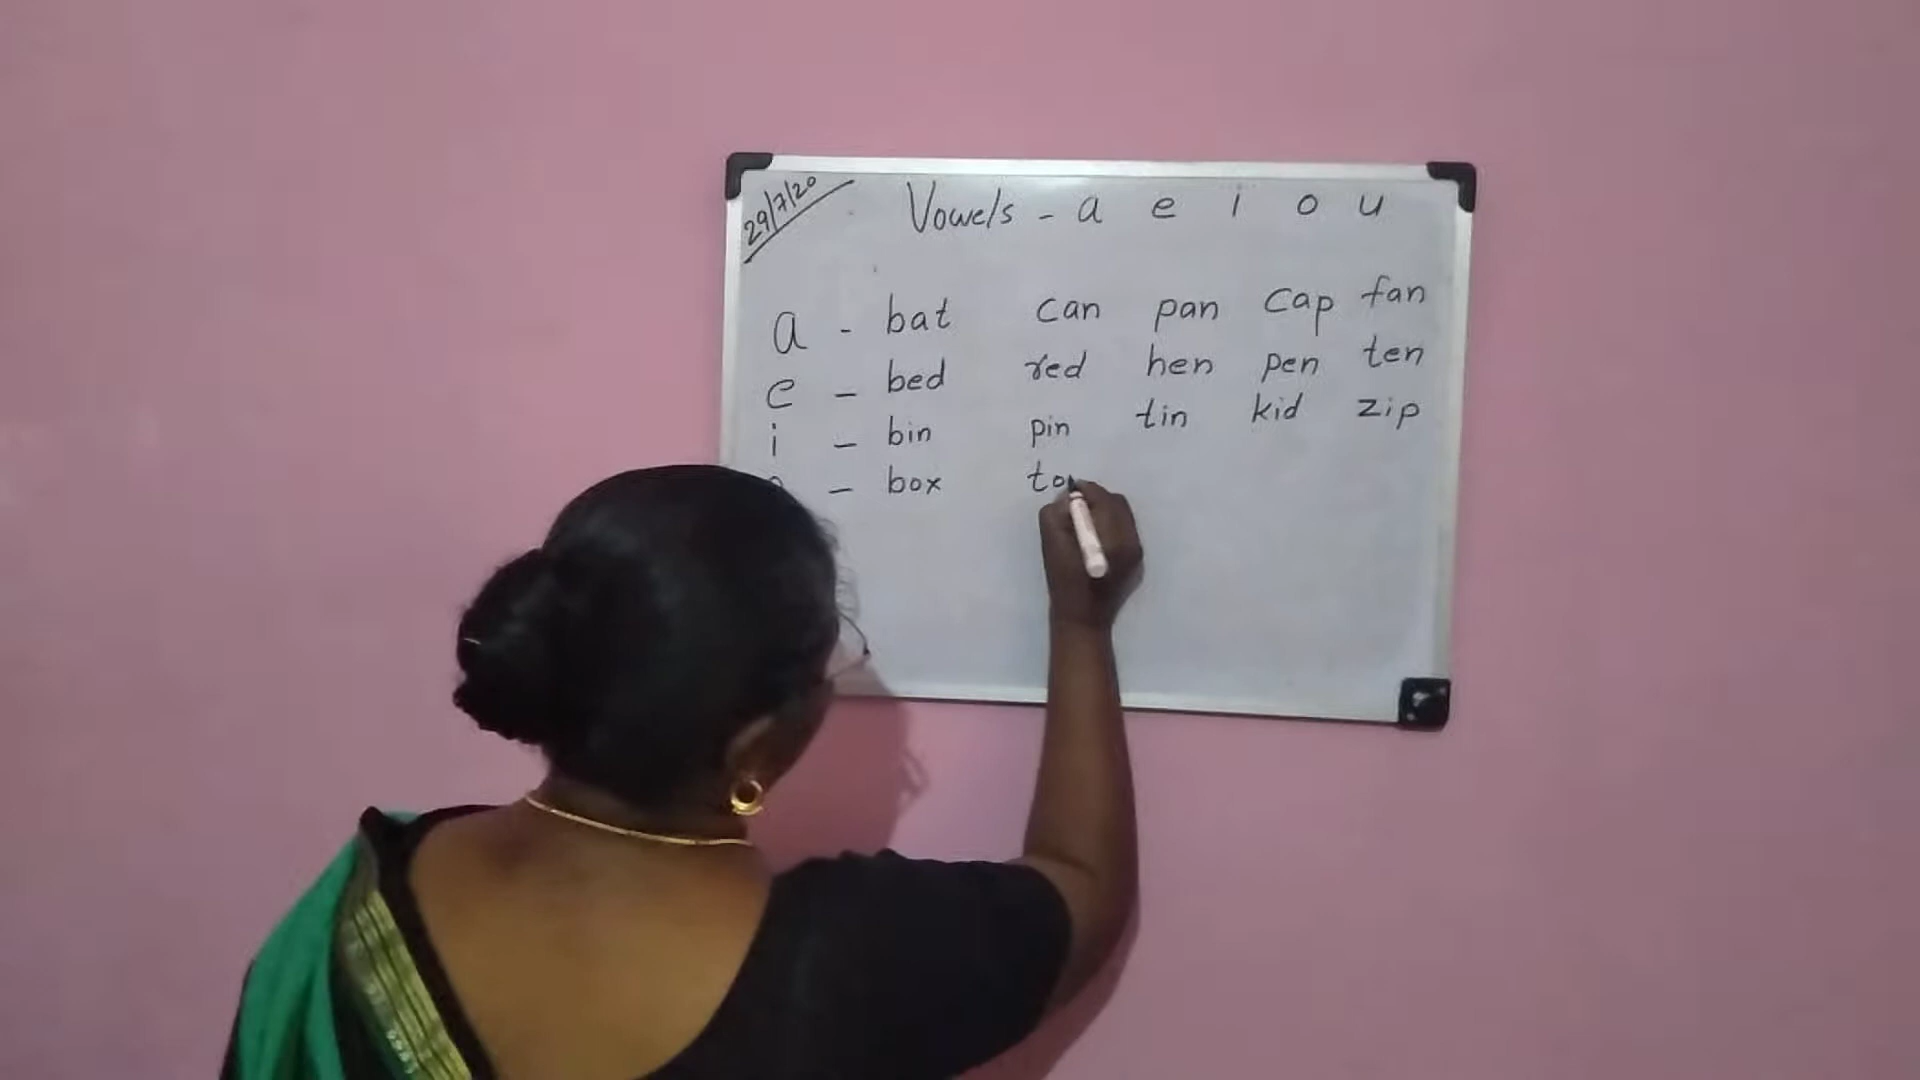 29/7/20
Vowels - a e i o u
a - bat can pan cap fan
e - bed red hen pen ten
i - bin pin tin kid zip
- box to